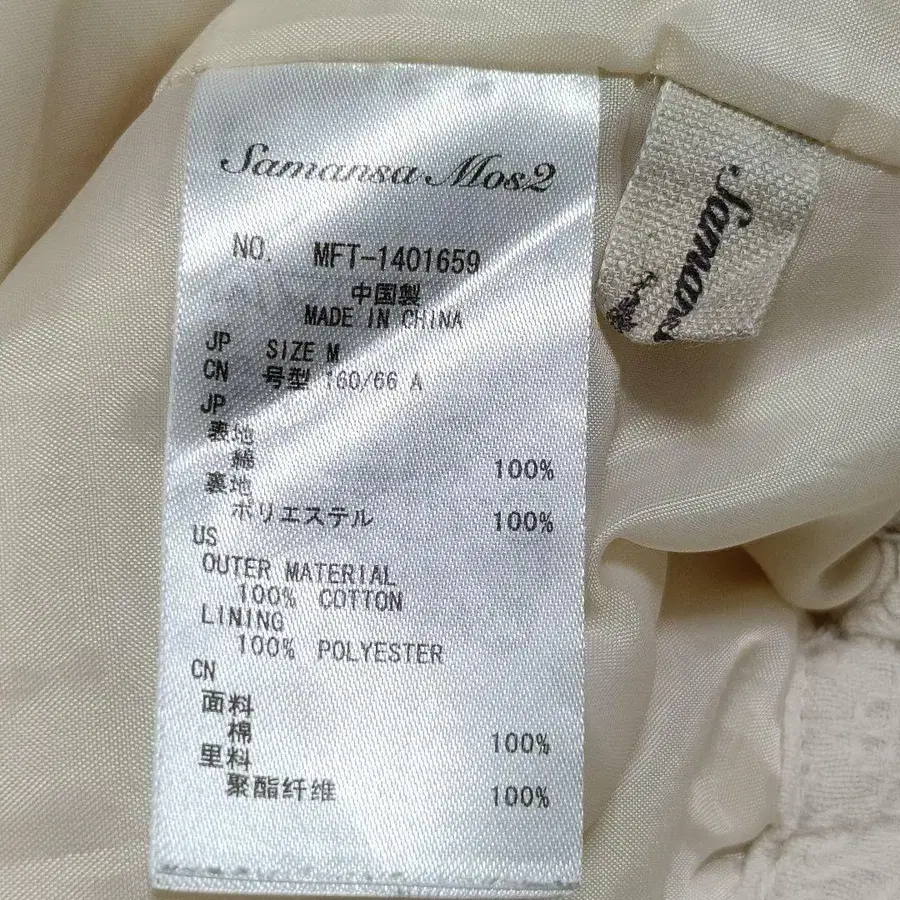 Samansa Mos2
NO. MFT-1401659
中国製
MADE IN CHINA
JP SIZE M
CN 号型 160/66 A
JP
表地
綿 100%
裏地
ポリエステル 100%
US
OUTER MATERIAL
100% COTTON
LINING
100% POLYESTER
CN
面料
棉 100%
里料
聚酯纤维 100%